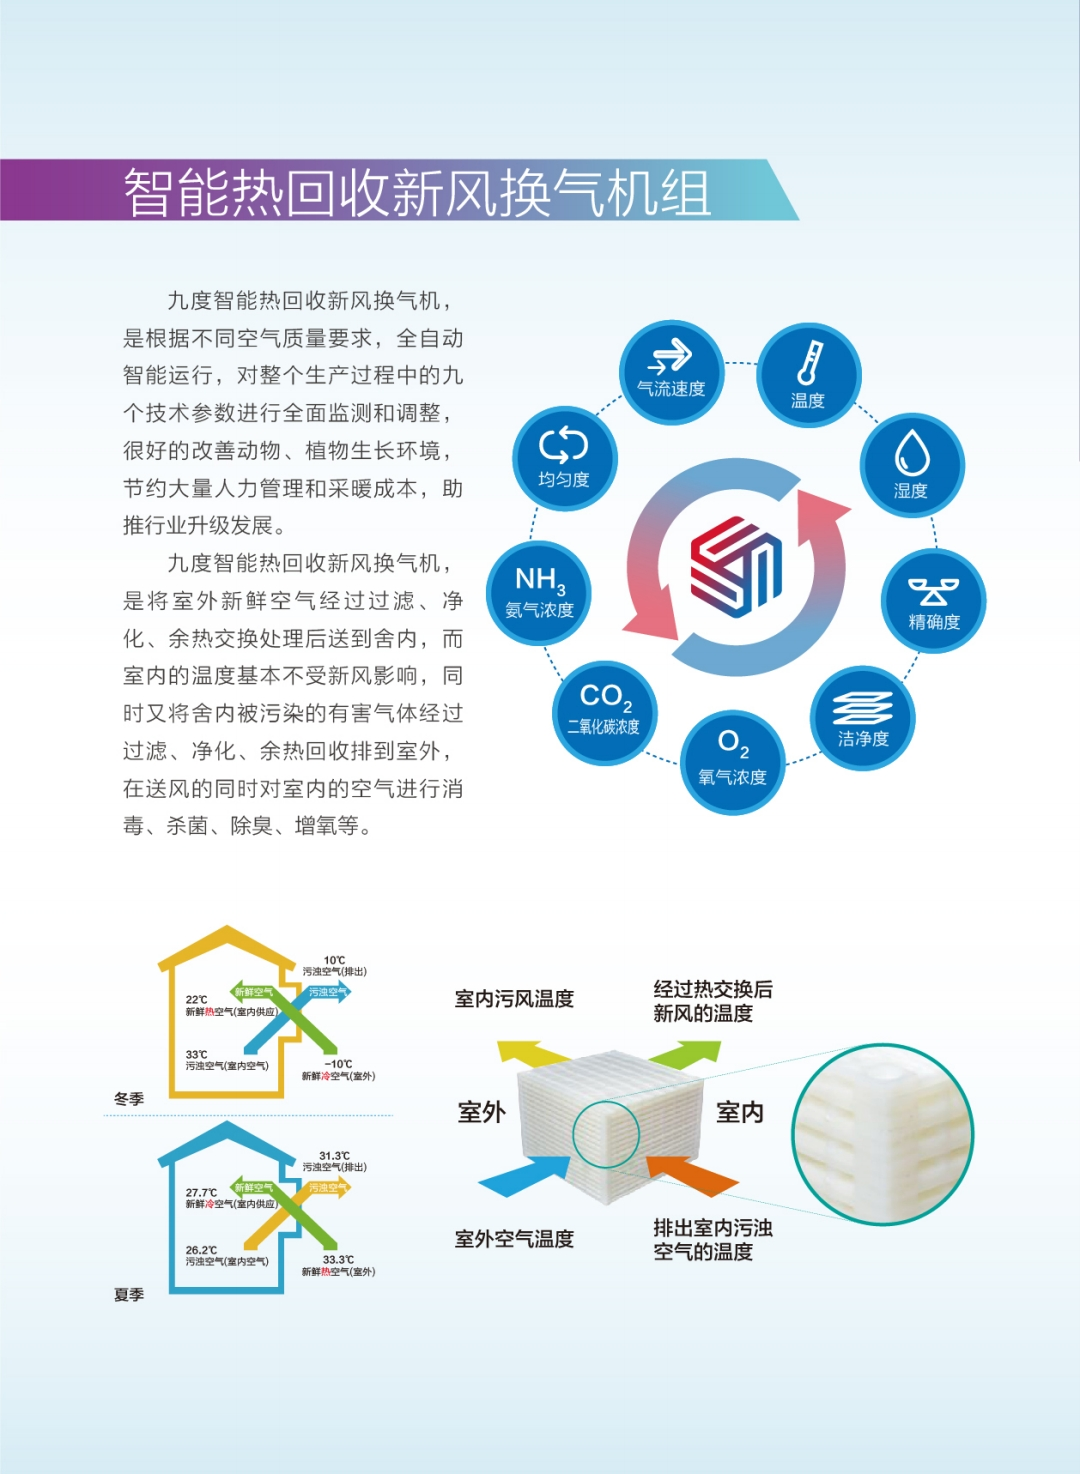 智能热回收新风换气机组
九度智能热回收新风换气机，
是根据不同空气质量要求，全自动
智能运行，对整个生产过程中的九
个技术参数进行全面监测和调整，
很好的改善动物、植物生长环境，
节约大量人力管理和采暖成本，助
推行业升级发展。
九度智能热回收新风换气机，
是将室外新鲜空气经过过滤、净
化、余热交换处理后送到舍内，而
室内的温度基本不受新风影响，同
时又将舍内被污染的有害气体经过
过滤、净化、余热回收排到室外，
在送风的同时对室内的空气进行消
毒、杀菌、除臭、增氧等。
气流速度
温度
湿度
精确度
洁净度
O₂
氧气浓度
CO₂
二氧化碳浓度
NH₃
氨气浓度
均匀度
10℃
污浊空气(排出)
新鲜空气
污浊空气
22℃
新鲜热空气(室内供应)
33℃
污浊空气(室内空气)
-10℃
新鲜冷空气(室外)
冬季
31.3℃
污浊空气(排出)
新鲜空气
污浊空气
27.7℃
新鲜冷空气(室内供应)
26.2℃
污浊空气(室内空气)
33.3℃
新鲜热空气(室外)
夏季
室内污风温度
经过热交换后
新风的温度
室外
室内
室外空气温度
排出室内污浊
空气的温度